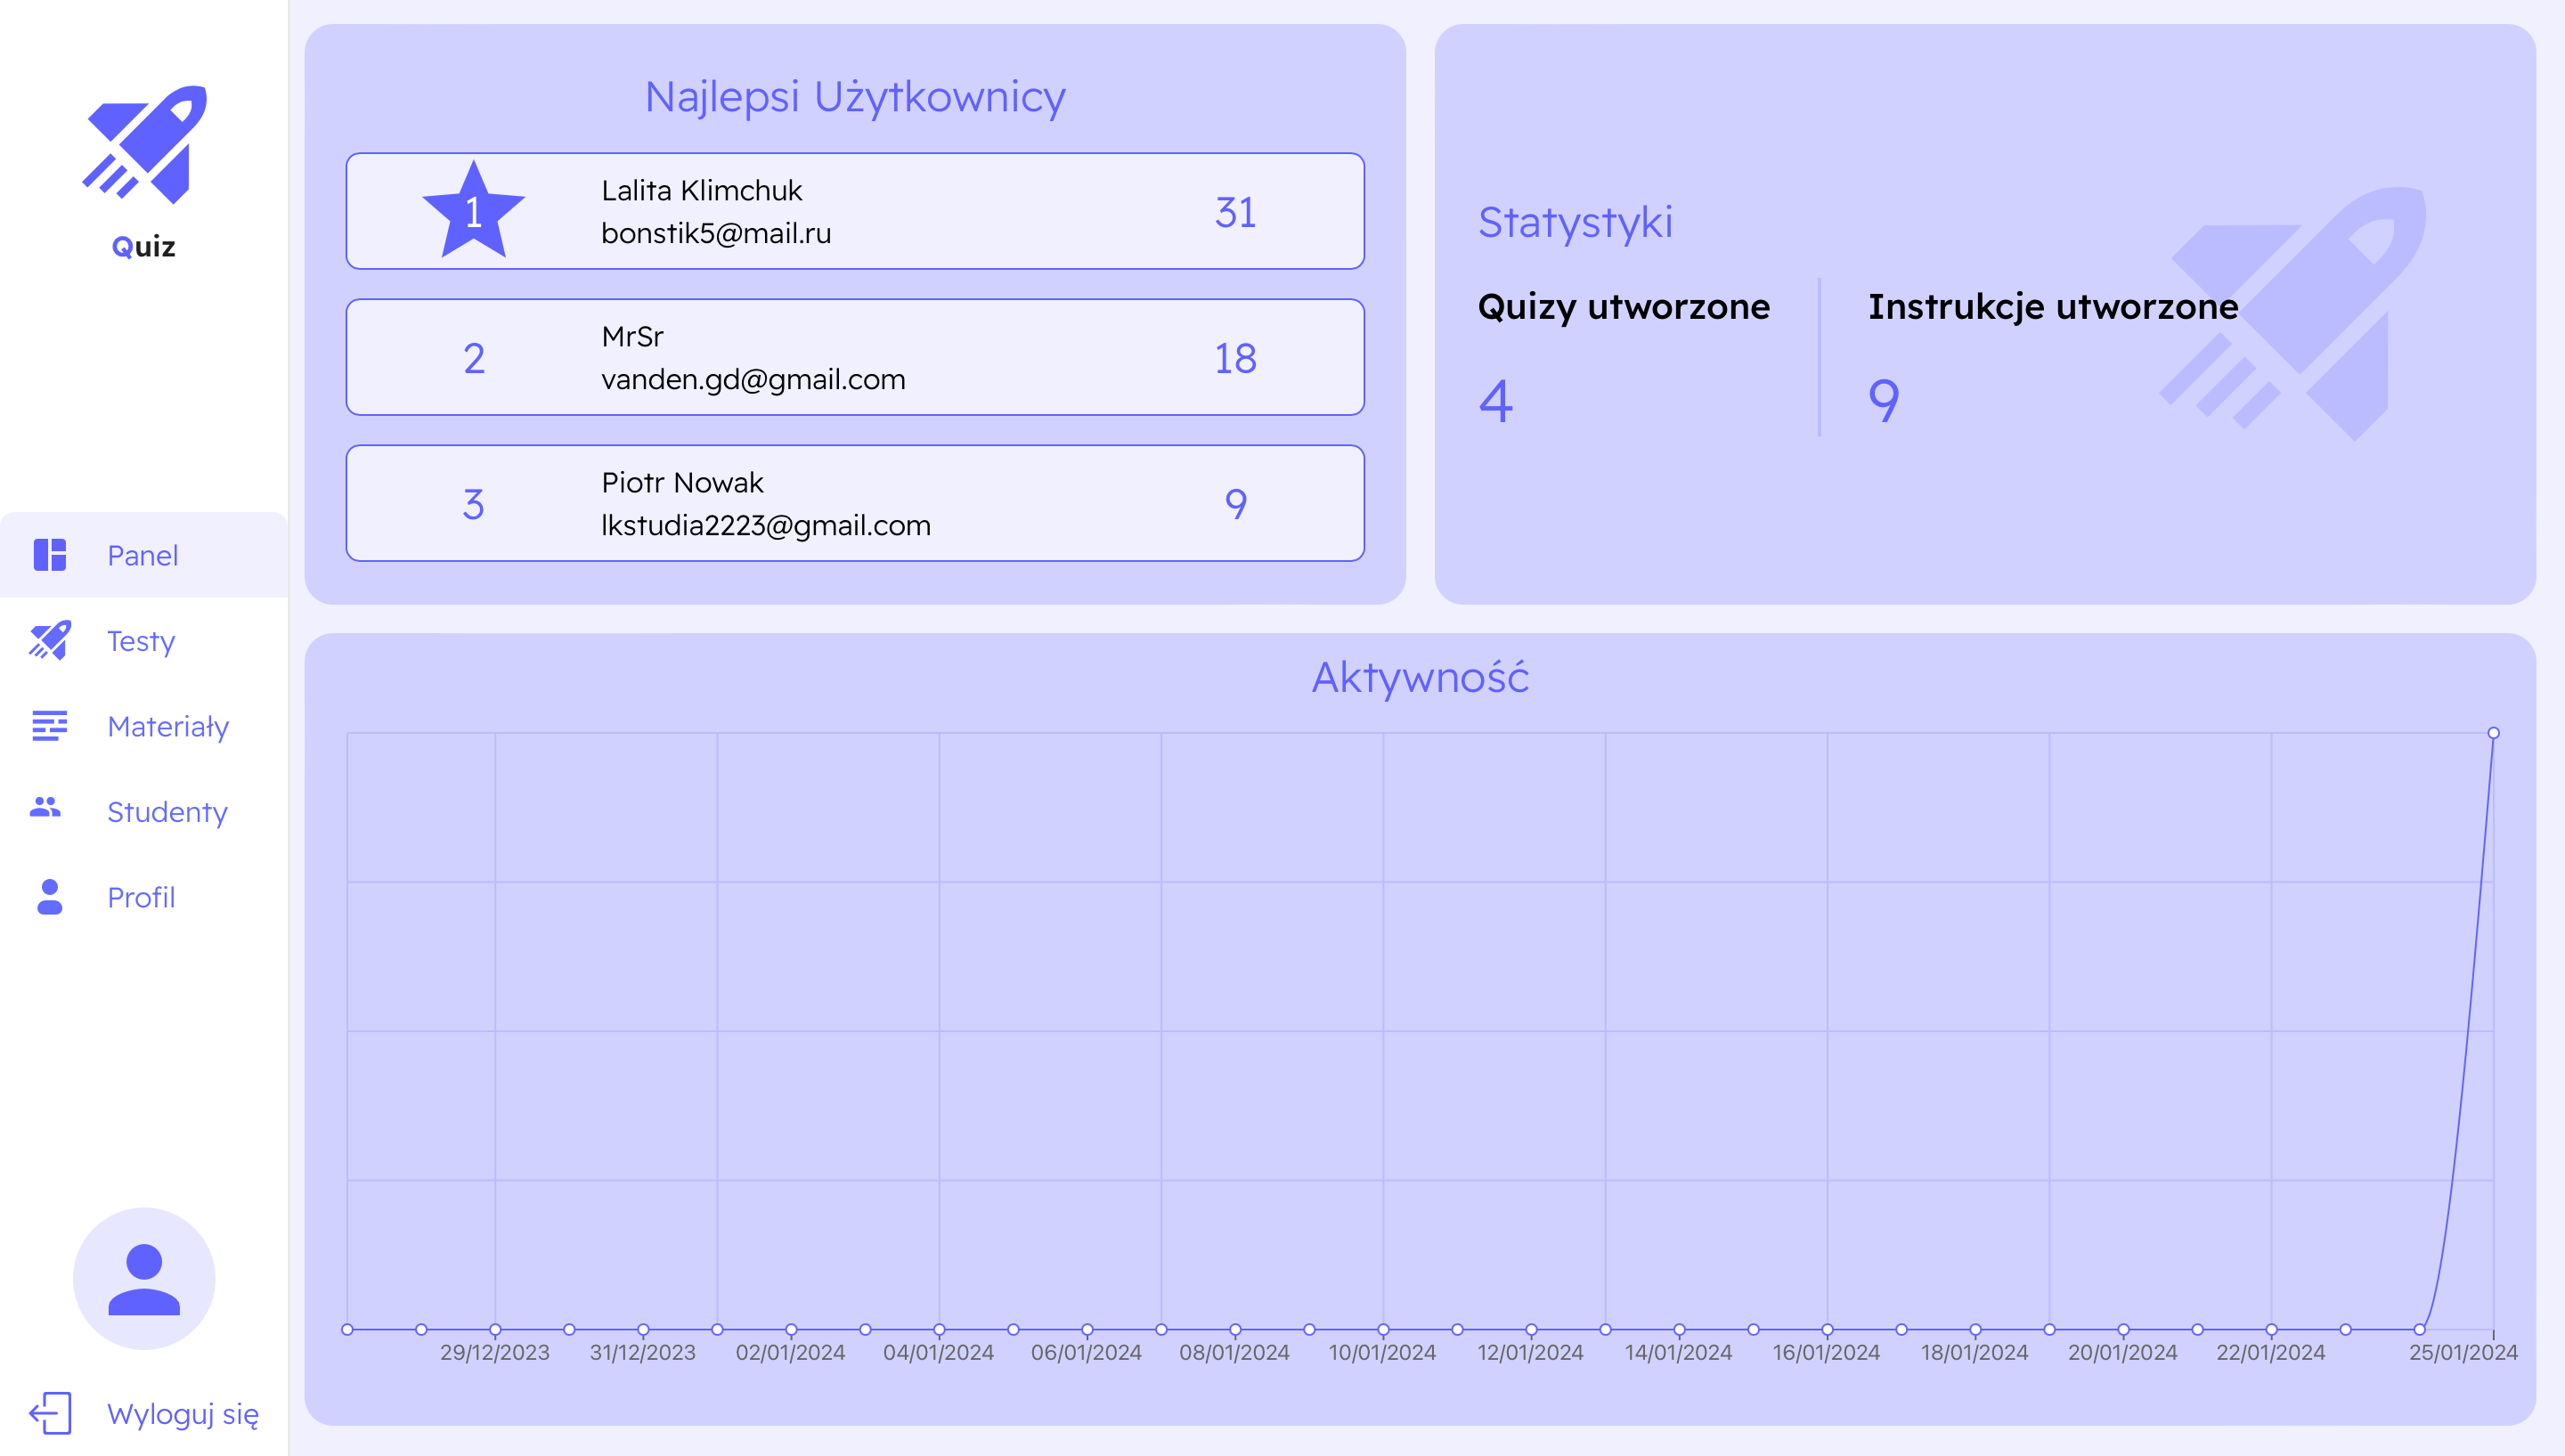 Quiz
Panel
Testy
Materiały
Studenty
Profil
Wyloguj się
Najlepsi Użytkownicy
1
Lalita Klimchuk
bonstik5@mail.ru
31
2
MrSr
vanden.gd@gmail.com
18
3
Piotr Nowak
lkstudia2223@gmail.com
9
Statystyki
Quizy utworzone
4
Instrukcje utworzone
9
Aktywność
29/12/2023 31/12/2023 02/01/2024 04/01/2024 06/01/2024 08/01/2024 10/01/2024 12/01/2024 14/01/2024 16/01/2024 18/01/2024 20/01/2024 22/01/2024 25/01/2024